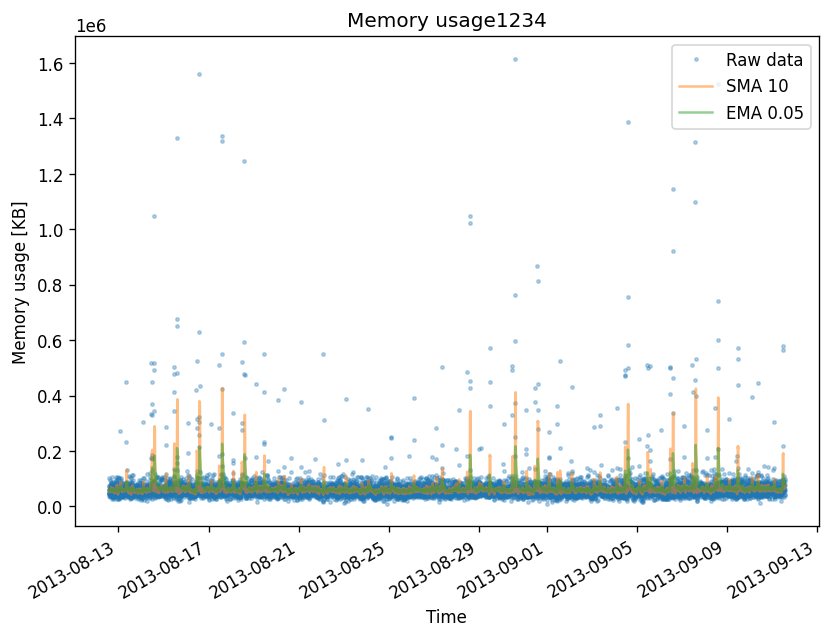 Memory usage1234
1e6
Raw data
SMA 10
EMA 0.05
Memory usage [KB]
1.6
1.4
1.2
1.0
0.8
0.6
0.4
0.2
0.0
2013-08-13
2013-08-17
2013-08-21
2013-08-25
2013-08-29
2013-09-01
2013-09-05
2013-09-09
2013-09-13
Time